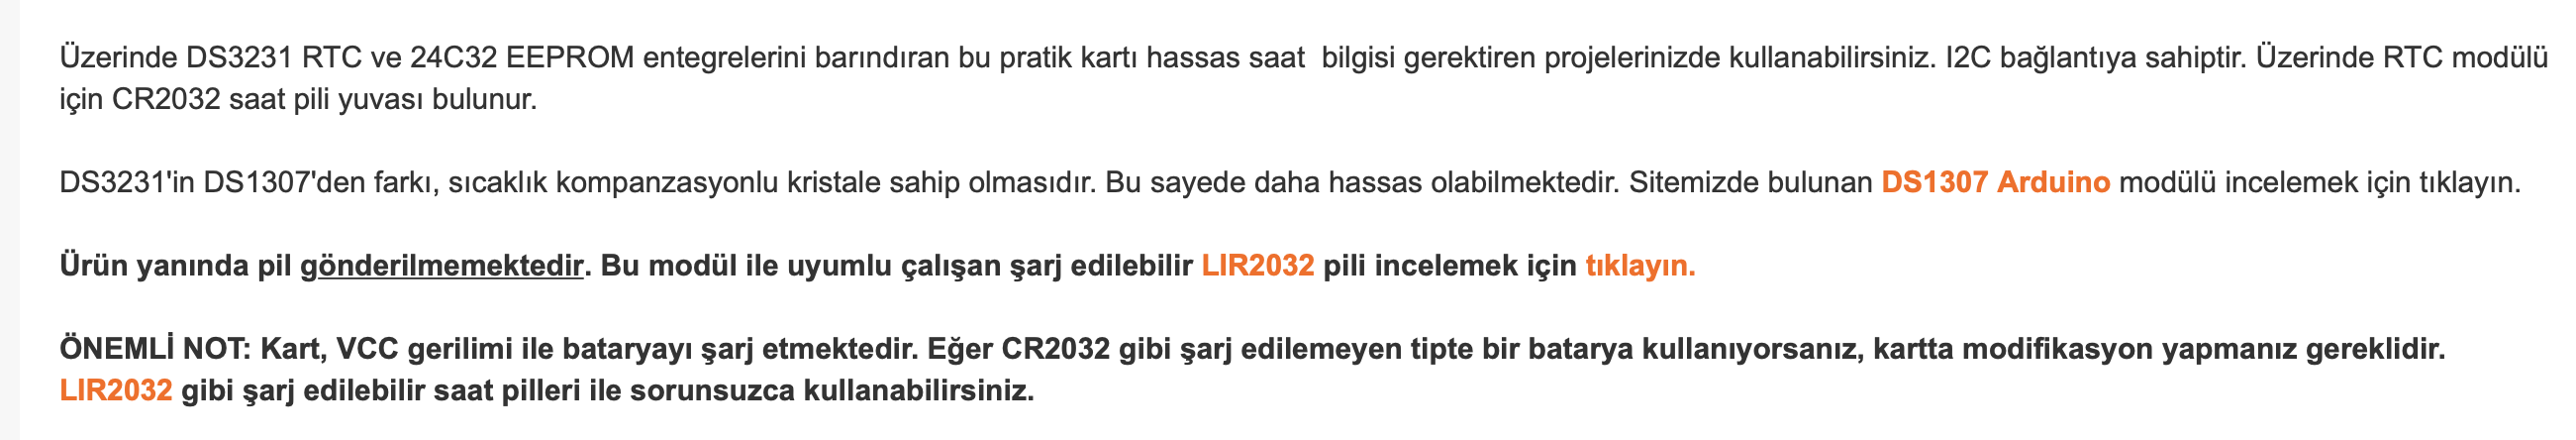 Üzerinde DS3231 RTC ve 24C32 EEPROM entegrelerini barındıran bu pratik kartı hassas saat  bilgisi gerektiren projelerinizde kullanabilirsiniz. I2C bağlantıya sahiptir. Üzerinde RTC modülü
için CR2032 saat pili yuvası bulunur.
DS3231'in DS1307'den farkı, sıcaklık kompanzasyonlu kristale sahip olmasıdır. Bu sayede daha hassas olabilmektedir. Sitemizde bulunan DS1307 Arduino modülü incelemek için tıklayın.
Ürün yanında pil gönderilmemektedir. Bu modül ile uyumlu çalışan şarj edilebilir LIR2032 pili incelemek için tıklayın.
ÖNEMLİ NOT: Kart, VCC gerilimi ile bataryayı şarj etmektedir. Eğer CR2032 gibi şarj edilemeyen tipte bir batarya kullanıyorsanız, kartta modifikasyon yapmanız gereklidir.
LIR2032 gibi şarj edilebilir saat pilleri ile sorunsuzca kullanabilirsiniz.